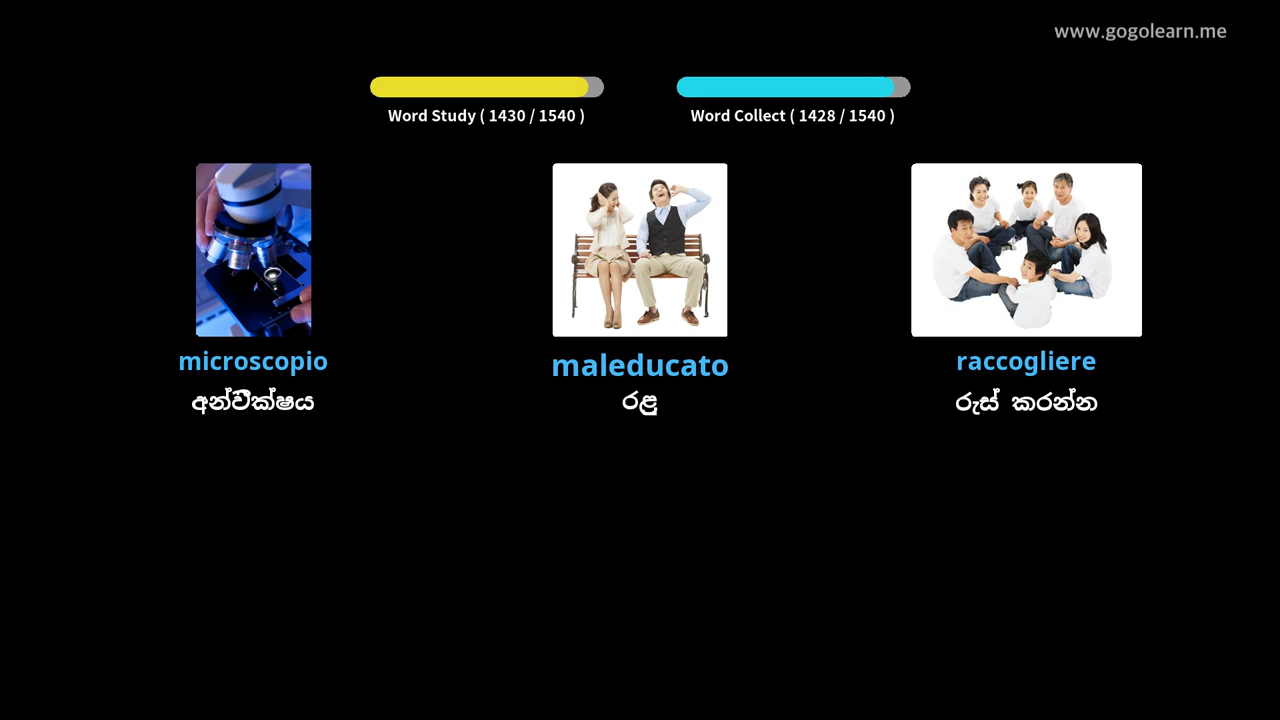 www.gogolearn.me
Word Study ( 1430 / 1540 )
Word Collect ( 1428 / 1540 )
microscopio
අන්වීක්ෂය
maleducato
රළු
raccogliere
රුස් කරන්න